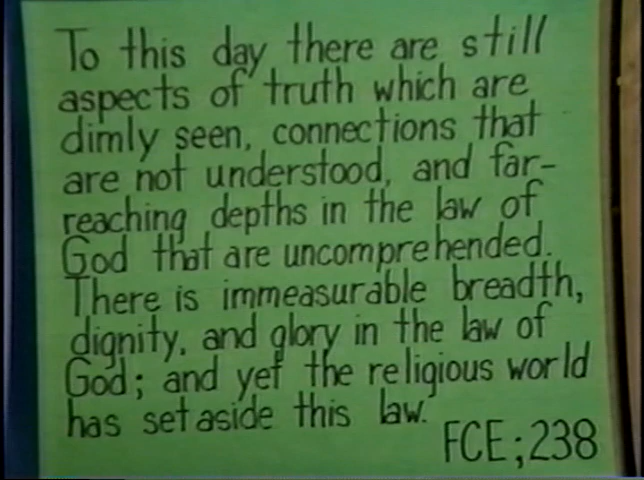 To this day there are still
aspects of truth which are
dimly seen, connections that
are not understood, and far-
reaching depths in the law of
God that are uncomprehended.
There is immeasurable breadth,
dignity, and glory in the law of
God; and yet the religious world
has set aside this law.
FCE;238